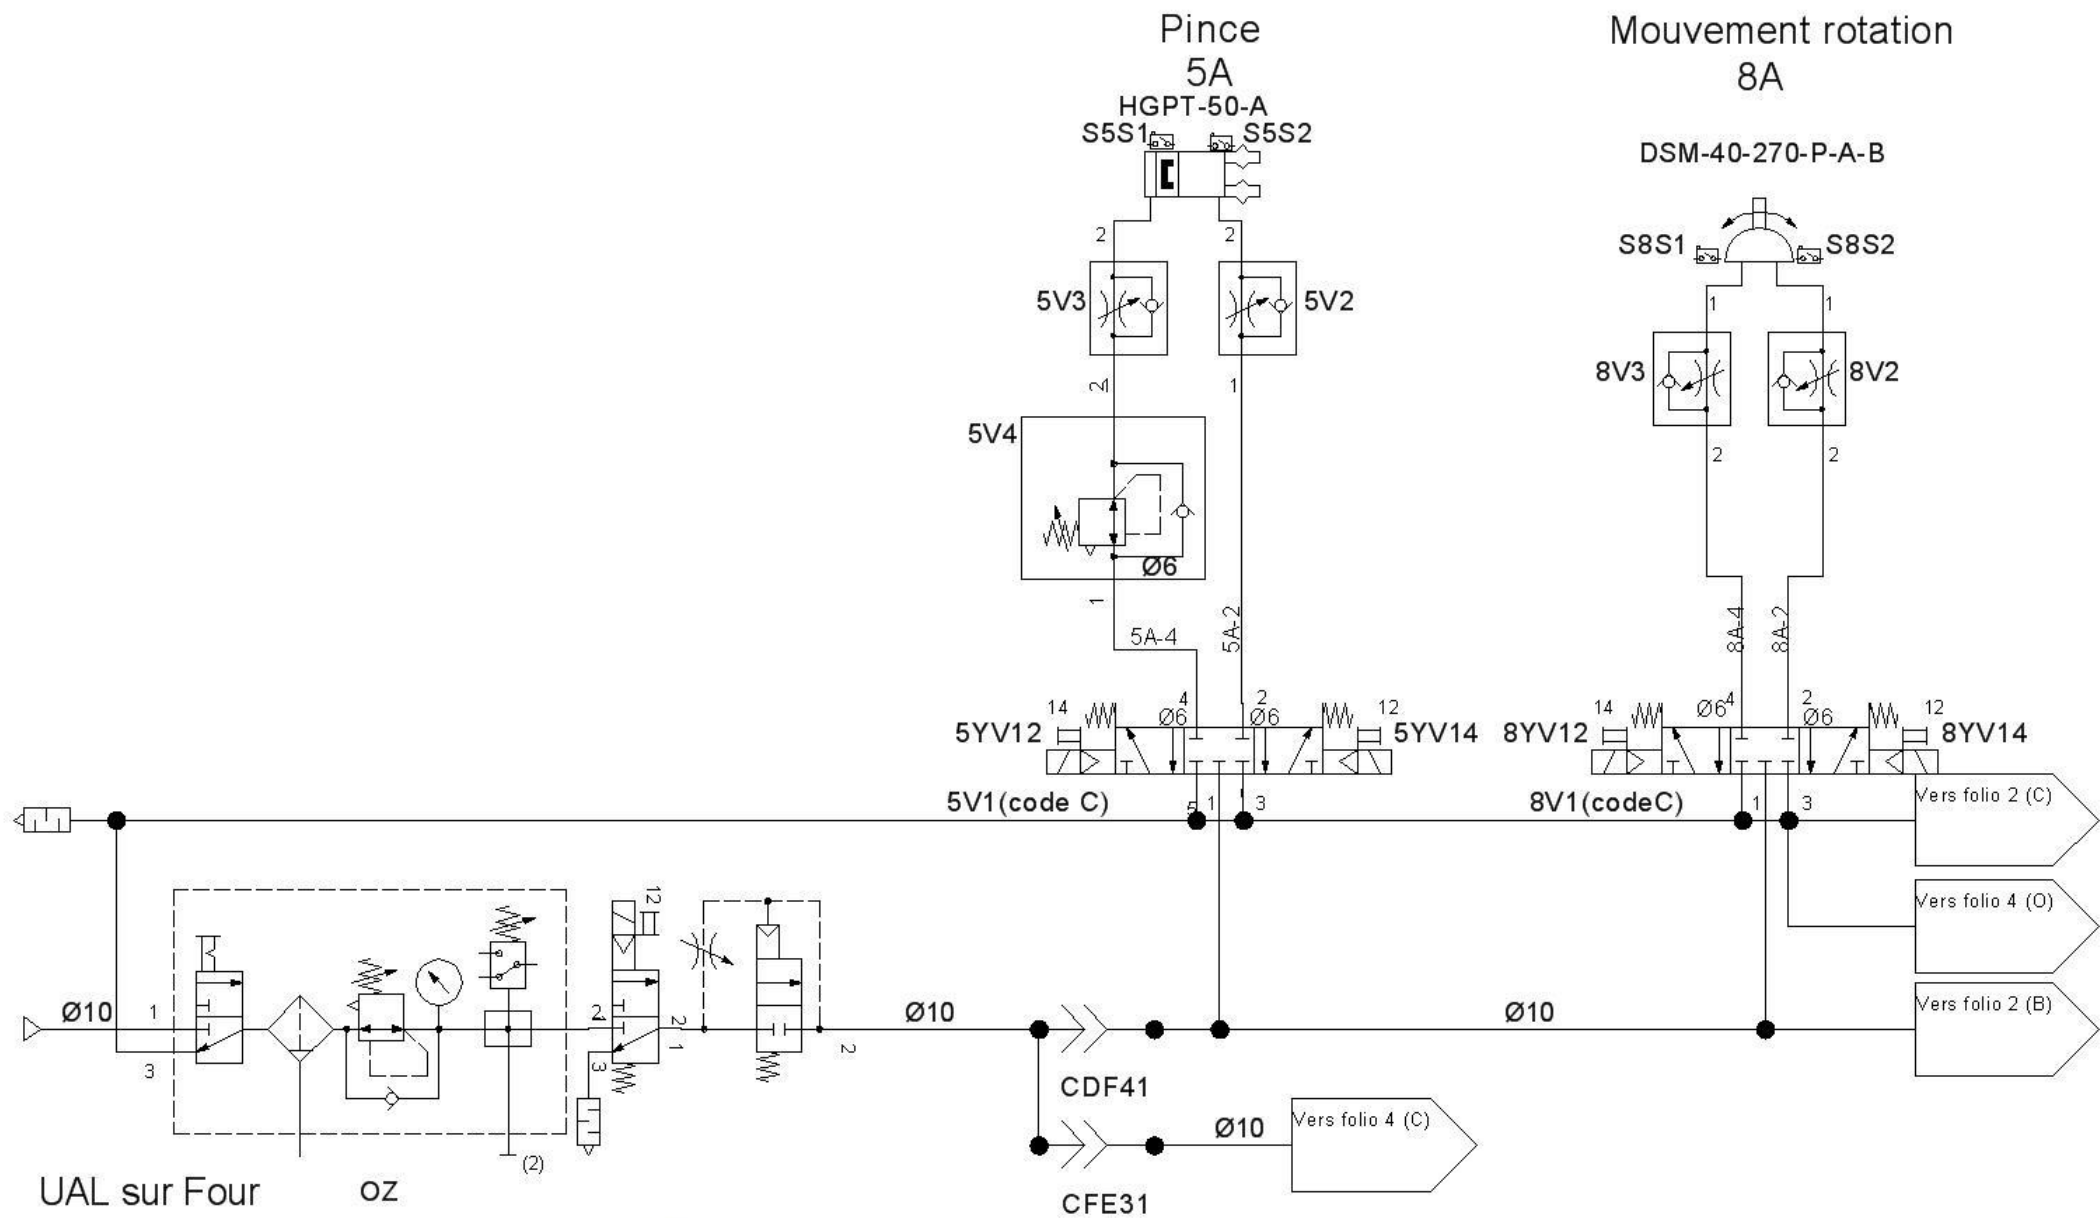 Pince
5A
HGPT-50-A
S5S1
S5S2
Mouvement rotation
8A
DSM-40-270-P-A-B
S8S1
S8S2
2
2
5V3
5V2
2
1
1
1
8V3
8V2
2
2
5V4
Ø6
1
5A-4
5A-2
8A-4
8A-2
14
4
2
12
Ø6
Ø6
5YV12
5YV14
5V1(code C)
5
1
3
14
4
2
12
Ø6
Ø6
8YV12
8YV14
8V1(codeC)
1
3
Vers folio 2 (C)
Vers folio 4 (O)
Vers folio 2 (B)
Ø10
1
3
12
2
3
2
1
2
Ø10
Ø10
CDF41
Ø10
Vers folio 4 (C)
CFE31
(2)
UAL sur Four
OZ